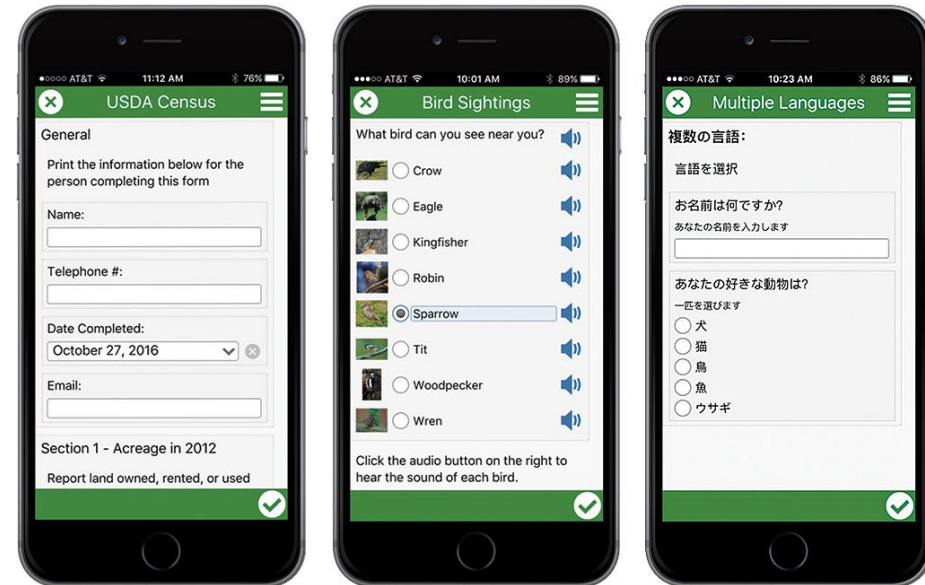 AT&T
11:12 AM
76%
USDA Census
General
Print the information below for the
person completing this form
Name:
Telephone #:
Date Completed:
October 27, 2016
Email:
Section 1 - Acreage in 2012
Report land owned, rented, or used
AT&T
10:01 AM
89%
Bird Sightings
What bird can you see near you?
Crow
Eagle
Kingfisher
Robin
Sparrow
Tit
Woodpecker
Wren
Click the audio button on the right to
hear the sound of each bird.
AT&T
10:23 AM
86%
Multiple Languages
複数の言語:
言語を選択
お名前は何ですか?
あなたの名前を入力します
あなたの好きな動物は?
一匹を選びます
犬
猫
鳥
魚
ウサギ